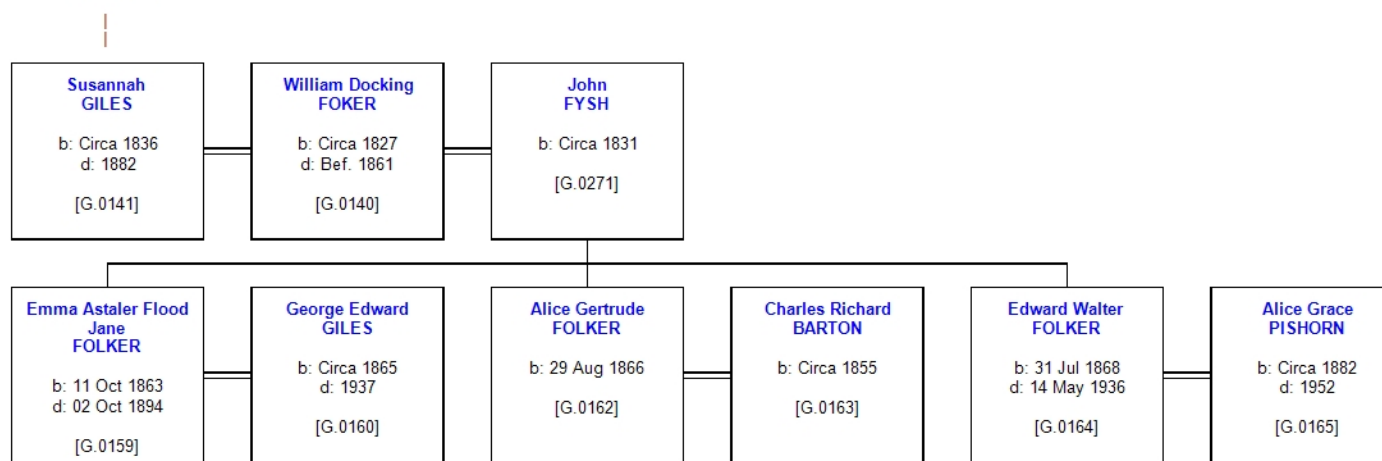 Susannah
GILES
b: Circa 1836
d: 1882
[G.0141]
William Docking
FOKER
b: Circa 1827
d: Bef. 1861
[G.0140]
John
FYSH
b: Circa 1831
[G.0271]
Emma Astaler Flood
Jane
FOLKER
b: 11 Oct 1863
d: 02 Oct 1894
[G.0159]
George Edward
GILES
b: Circa 1865
d: 1937
[G.0160]
Alice Gertrude
FOLKER
b: 29 Aug 1866
[G.0162]
Charles Richard
BARTON
b: Circa 1855
[G.0163]
Edward Walter
FOLKER
b: 31 Jul 1868
d: 14 May 1936
[G.0164]
Alice Grace
PISHORN
b: Circa 1882
d: 1952
[G.0165]